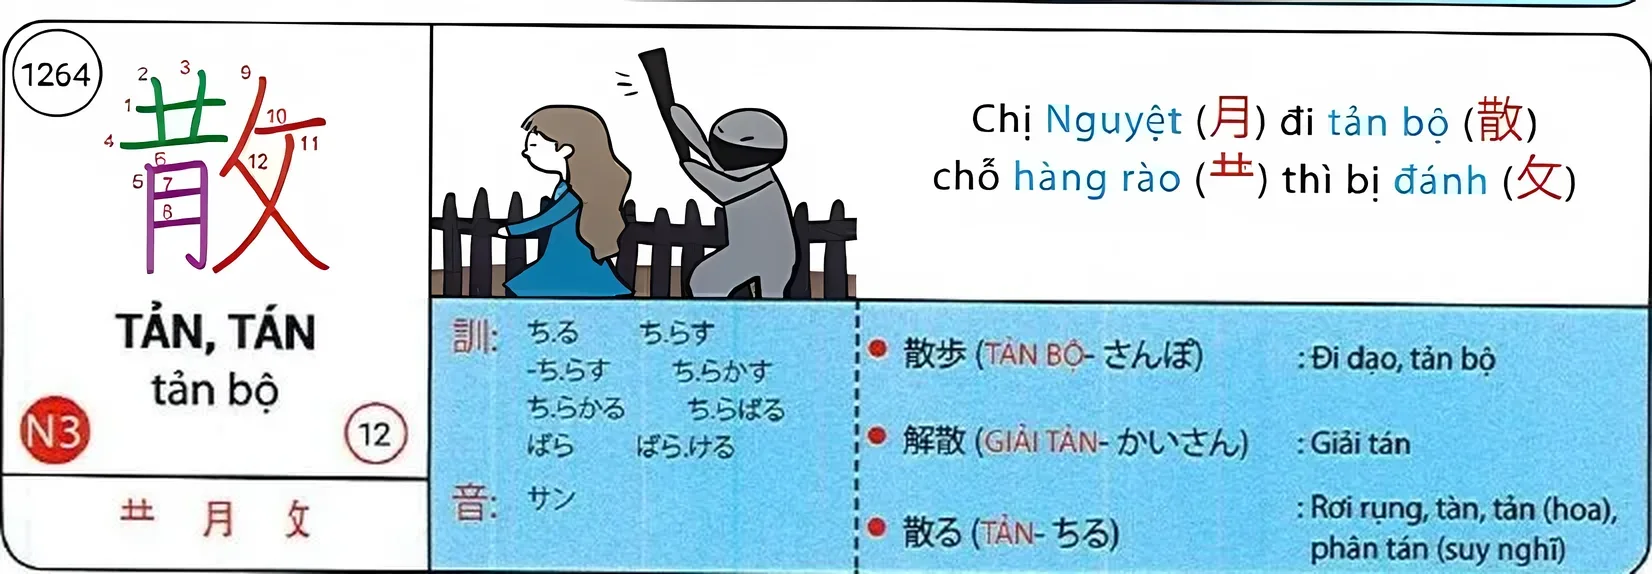 1264
散
1
2
3
4
5
6
7
8
9
10
11
12
TẢN, TÁN
tản bộ
N3
12
龷 月 攵
Chị Nguyệt (月) đi tản bộ (散)
chỗ hàng rào (龷) thì bị đánh (攵)
訓: ち.る ち.らす
-ち.らす ち.らかす
ち.らかる ち.らばる
ばら ばら.ける
音: サン
散歩 (TẢN BỘ- さんぽ) : Đi dạo, tản bộ
解散 (GIẢI TÁN- かいさん) : Giải tán
散る (TẢN- ちる) : Rơi rụng, tàn, tản (hoa),
phân tán (suy nghĩ)